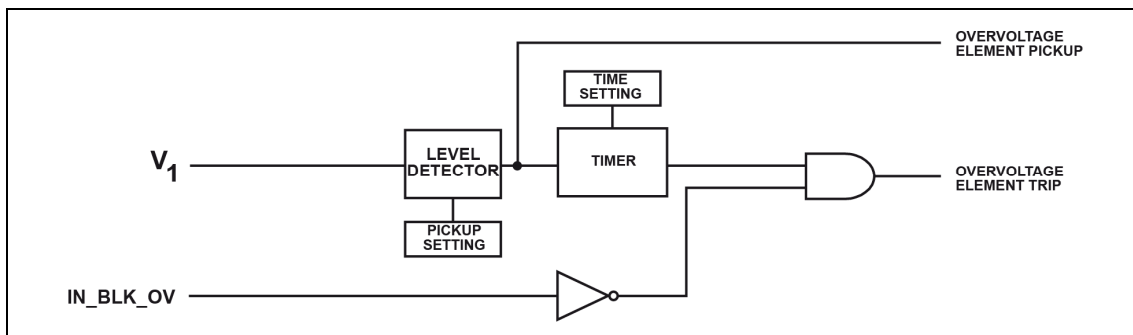 OVERVOLTAGE
ELEMENT PICKUP
TIME
SETTING
V1
LEVEL
DETECTOR
TIMER
OVERVOLTAGE
ELEMENT TRIP
PICKUP
SETTING
IN_BLK_OV